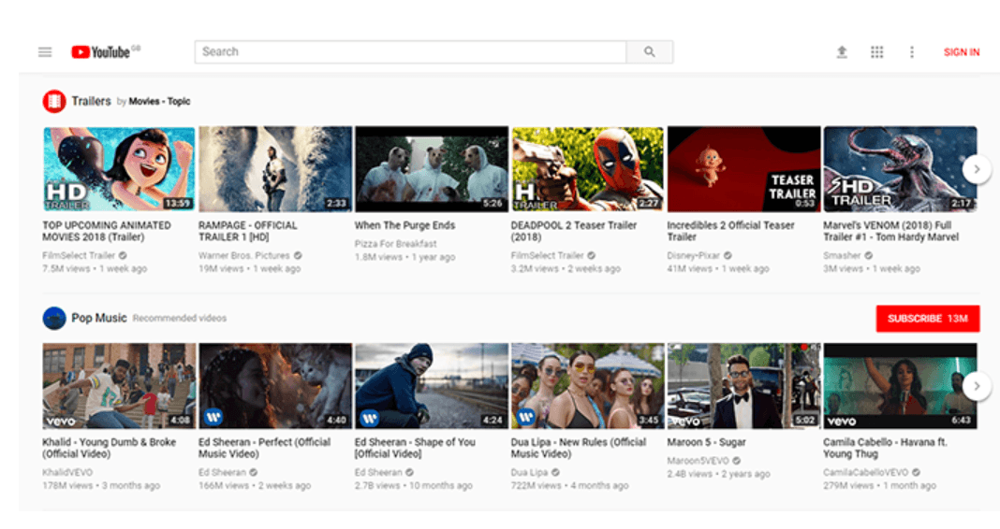 YouTube GB
Search
SIGN IN
Trailers by Movies - Topic
HD
TRAILER
13:59
2:33
5:26
TRAILER
2:27
TEASER
TRAILER
0:53
HD
TRAILER
2:17
TOP UPCOMING ANIMATED
MOVIES 2018 (Trailer)
FilmSelect Trailer
7.5M views • 1 week ago
RAMPAGE - OFFICIAL
TRAILER 1 [HD]
Warner Bros. Pictures
19M views • 1 week ago
When The Purge Ends
Pizza For Breakfast
1.8M views • 1 year ago
DEADPOOL 2 Teaser Trailer
(2018)
FilmSelect Trailer
3.2M views • 2 weeks ago
Incredibles 2 Official Teaser
Trailer
Disney•Pixar
41M views • 1 week ago
Marvel's VENOM (2018) Full
Trailer #1 - Tom Hardy Marvel
Smasher
3M views • 1 week ago
Pop Music Recommended videos
SUBSCRIBE 13M
vevo
4:08
4:40
4:24
3:45
vevo
5:02
vevo
6:43
Khalid - Young Dumb & Broke
(Official Video)
KhalidVEVO
178M views • 3 months ago
Ed Sheeran - Perfect (Official
Music Video)
Ed Sheeran
166M views • 2 weeks ago
Ed Sheeran - Shape of You
[Official Video]
Ed Sheeran
2.7B views • 10 months ago
Dua Lipa - New Rules (Official
Music Video)
Dua Lipa
722M views • 4 months ago
Maroon 5 - Sugar
Maroon5VEVO
2.4B views • 2 years ago
Camila Cabello - Havana ft.
Young Thug
CamilaCabelloVEVO
279M views • 1 month ago